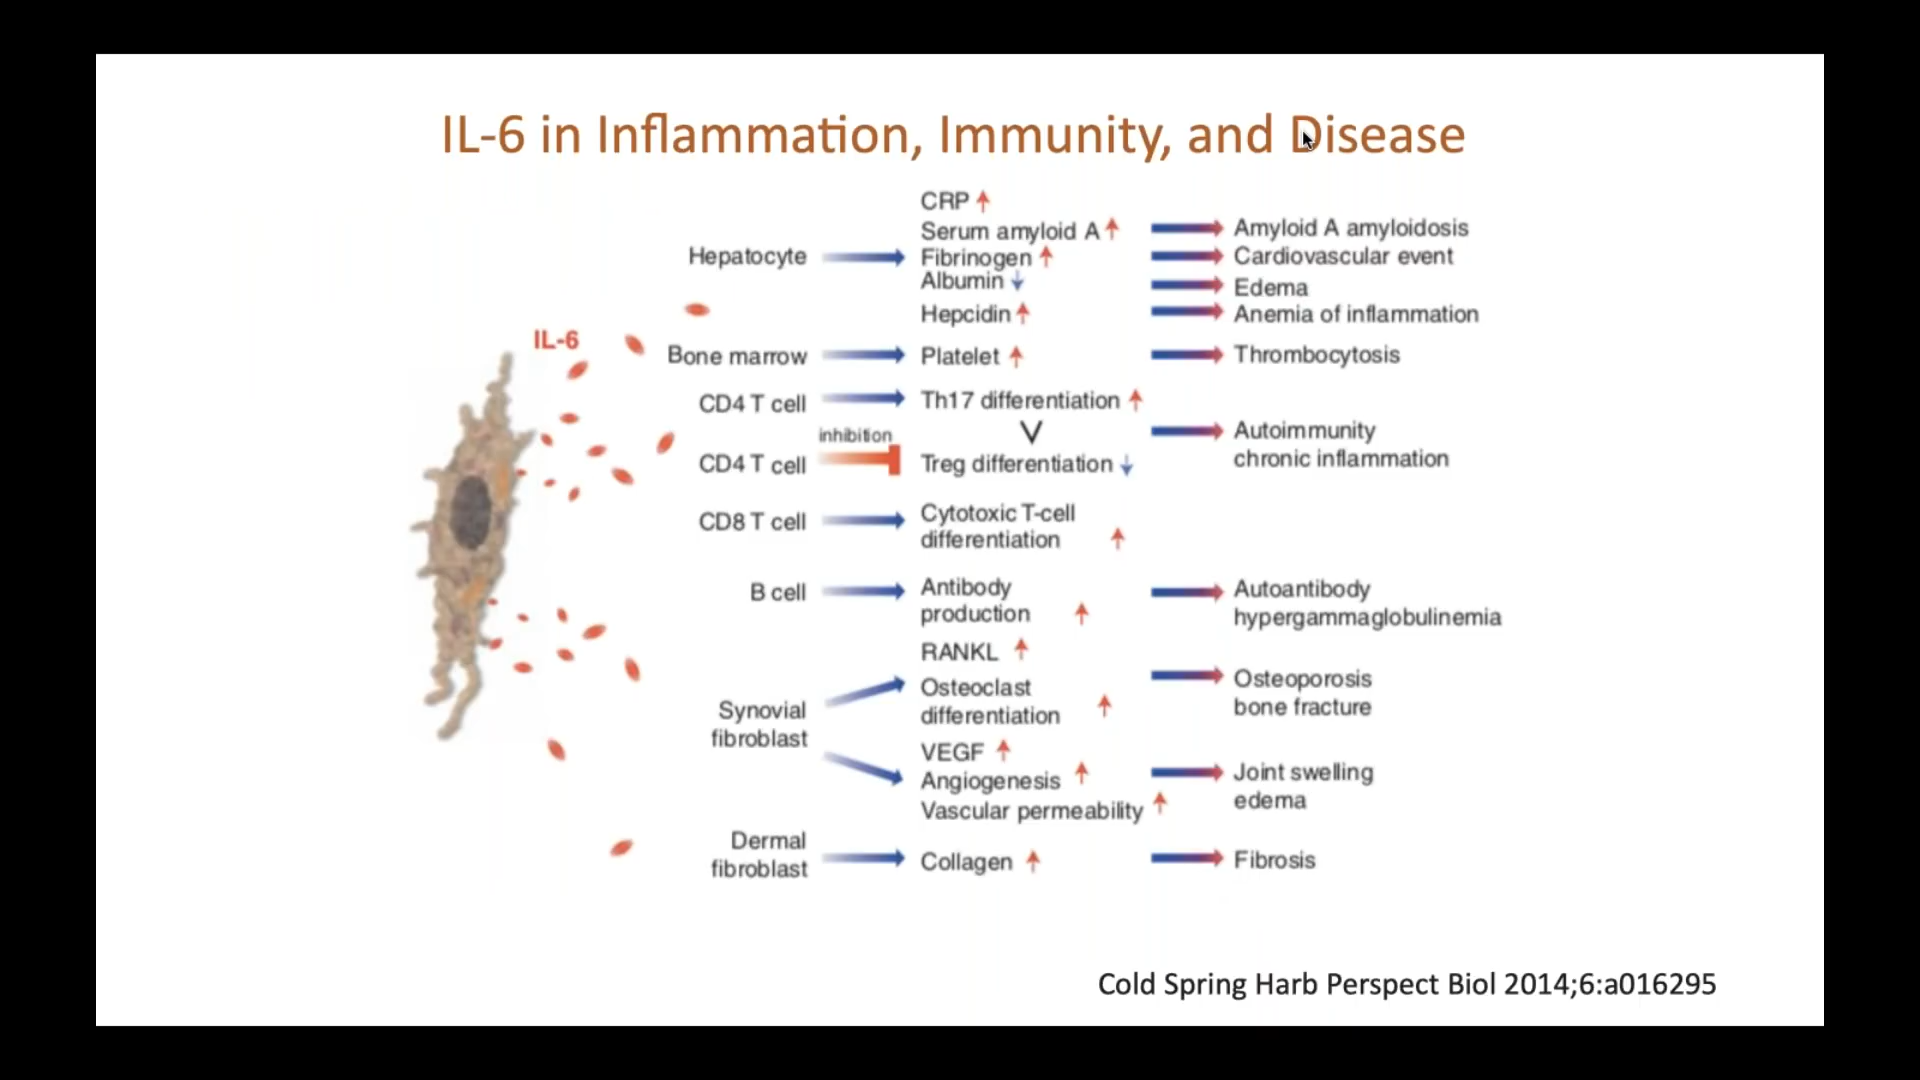 IL-6 in Inflammation, Immunity, and Disease
IL-6
Hepatocyte
CRP
Serum amyloid A
Fibrinogen
Albumin
Hepcidin
Amyloid A amyloidosis
Cardiovascular event
Edema
Anemia of inflammation
Bone marrow
Platelet
Thrombocytosis
CD4 T cell
Th17 differentiation
inhibition
CD4 T cell
Treg differentiation
Autoimmunity
chronic inflammation
CD8 T cell
Cytotoxic T-cell
differentiation
B cell
Antibody
production
Autoantibody
hypergammaglobulinemia
Synovial
fibroblast
RANKL
Osteoclast
differentiation
Osteoporosis
bone fracture
VEGF
Angiogenesis
Vascular permeability
Joint swelling
edema
Dermal
fibroblast
Collagen
Fibrosis
Cold Spring Harb Perspect Biol 2014;6:a016295